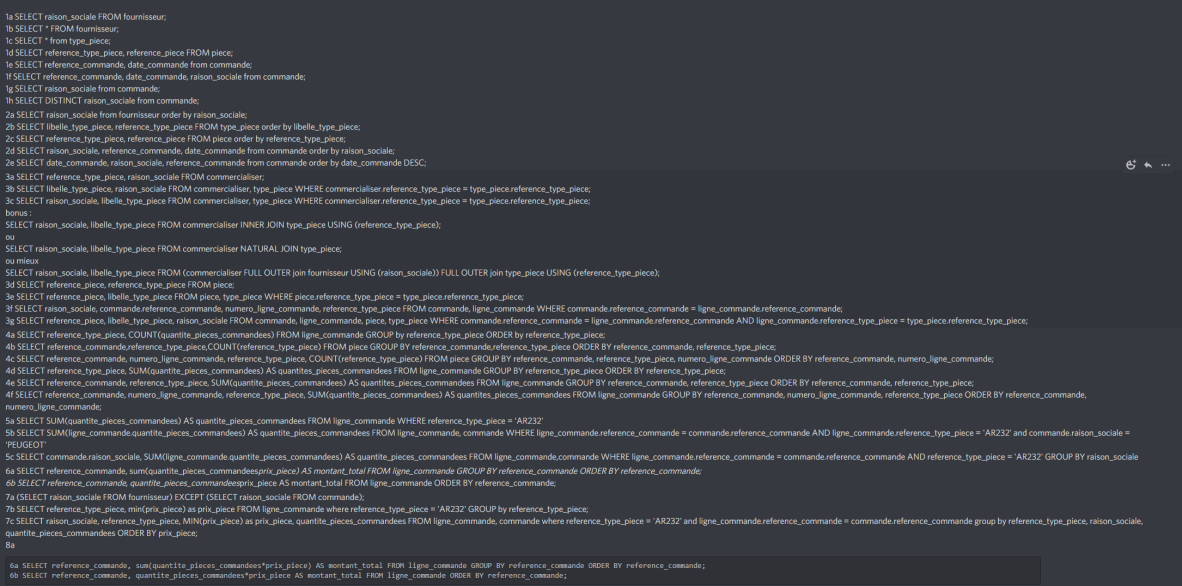 1a SELECT raison_sociale FROM fournisseur;
1b SELECT * FROM fournisseur;
1c SELECT * from type_piece;
1d SELECT reference_type_piece, reference_piece FROM piece;
1e SELECT reference_commande, date_commande from commande;
1f SELECT reference_commande, date_commande, raison_sociale from commande;
1g SELECT raison_sociale from commande;
1h SELECT DISTINCT raison_sociale from commande;
2a SELECT raison_sociale from fournisseur order by raison_sociale;
2b SELECT libelle_type_piece, reference_type_piece FROM type_piece order by libelle_type_piece;
2c SELECT reference_type_piece, reference_piece FROM piece order by reference_type_piece;
2d SELECT raison_sociale, reference_commande, date_commande from commande order by raison_sociale;
2e SELECT date_commande, raison_sociale, reference_commande from commande order by date_commande DESC;
3a SELECT reference_type_piece, raison_sociale FROM commercialiser;
3b SELECT libelle_type_piece, raison_sociale FROM commercialiser, type_piece WHERE commercialiser.reference_type_piece = type_piece.reference_type_piece;
3c SELECT raison_sociale, libelle_type_piece FROM commercialiser, type_piece WHERE commercialiser.reference_type_piece = type_piece.reference_type_piece;
bonus :
SELECT raison_sociale, libelle_type_piece FROM commercialiser INNER JOIN type_piece USING (reference_type_piece);
ou
SELECT raison_sociale, libelle_type_piece FROM commercialiser NATURAL JOIN type_piece;
ou mieux
SELECT raison_sociale, libelle_type_piece FROM (commercialiser FULL OUTER join fournisseur USING (raison_sociale)) FULL OUTER join type_piece USING (reference_type_piece);
3d SELECT reference_piece, reference_type_piece FROM piece;
3e SELECT reference_piece, libelle_type_piece FROM piece, type_piece WHERE piece.reference_type_piece = type_piece.reference_type_piece;
3f SELECT raison_sociale, commande.reference_commande, numero_ligne_commande, reference_type_piece FROM commande, ligne_commande WHERE commande.reference_commande = ligne_commande.reference_commande;
3g SELECT reference_piece, libelle_type_piece, raison_sociale FROM commande, ligne_commande, piece, type_piece WHERE commande.reference_commande = ligne_commande.reference_commande AND ligne_commande.reference_type_piece = type_piece.reference_type_piece;
4a SELECT reference_type_piece, COUNT(quantite_pieces_commandees) FROM ligne_commande GROUP by reference_type_piece ORDER by reference_type_piece;
4b SELECT reference_commande,reference_type_piece,COUNT(reference_type_piece) FROM piece GROUP BY reference_commande,reference_type_piece ORDER BY reference_commande, reference_type_piece;
4c SELECT reference_commande, numero_ligne_commande, reference_type_piece, COUNT(reference_type_piece) FROM piece GROUP BY reference_commande, reference_type_piece, numero_ligne_commande ORDER BY reference_commande, numero_ligne_commande;
4d SELECT reference_type_piece, SUM(quantite_pieces_commandees) AS quantites_pieces_commandees FROM ligne_commande GROUP BY reference_type_piece ORDER BY reference_type_piece;
4e SELECT reference_commande, reference_type_piece, SUM(quantite_pieces_commandees) AS quantites_pieces_commandees FROM ligne_commande GROUP BY reference_commande, reference_type_piece ORDER BY reference_commande, reference_type_piece;
4f SELECT reference_commande, numero_ligne_commande, reference_type_piece, SUM(quantite_pieces_commandees) AS quantites_pieces_commandees FROM ligne_commande GROUP BY reference_commande, numero_ligne_commande, reference_type_piece ORDER BY reference_commande,
numero_ligne_commande;
5a SELECT SUM(quantite_pieces_commandees) AS quantite_pieces_commandees FROM ligne_commande WHERE reference_type_piece = 'AR232'
5b SELECT SUM(ligne_commande.quantite_pieces_commandees) AS quantite_pieces_commandees FROM ligne_commande, commande WHERE ligne_commande.reference_commande = commande.reference_commande AND ligne_commande.reference_type_piece = 'AR232' and commande.raison_sociale =
'PEUGEOT'
5c SELECT commande.raison_sociale, SUM(ligne_commande.quantite_pieces_commandees) AS quantite_pieces_commandees FROM ligne_commande,commande WHERE ligne_commande.reference_commande = commande.reference_commande AND reference_type_piece = 'AR232' GROUP BY raison_sociale
6a SELECT reference_commande, sum(quantite_pieces_commandeesprix_piece) AS montant_total FROM ligne_commande GROUP BY reference_commande ORDER BY reference_commande;
6b SELECT reference_commande, quantite_pieces_commandeesprix_piece AS montant_total FROM ligne_commande ORDER BY reference_commande;
7a (SELECT raison_sociale FROM fournisseur) EXCEPT (SELECT raison_sociale FROM commande);
7b SELECT reference_type_piece, min(prix_piece) as prix_piece FROM ligne_commande where reference_type_piece = 'AR232' GROUP by reference_type_piece;
7c SELECT raison_sociale, reference_type_piece, MIN(prix_piece) as prix_piece, quantite_pieces_commandees FROM ligne_commande, commande where reference_type_piece = 'AR232' and ligne_commande.reference_commande = commande.reference_commande group by reference_type_piece, raison_sociale,
quantite_pieces_commandees ORDER BY prix_piece;
8a
6a SELECT reference_commande, sum(quantite_pieces_commandees*prix_piece) AS montant_total FROM ligne_commande GROUP BY reference_commande ORDER BY reference_commande;
6b SELECT reference_commande, quantite_pieces_commandees*prix_piece AS montant_total FROM ligne_commande ORDER BY reference_commande;